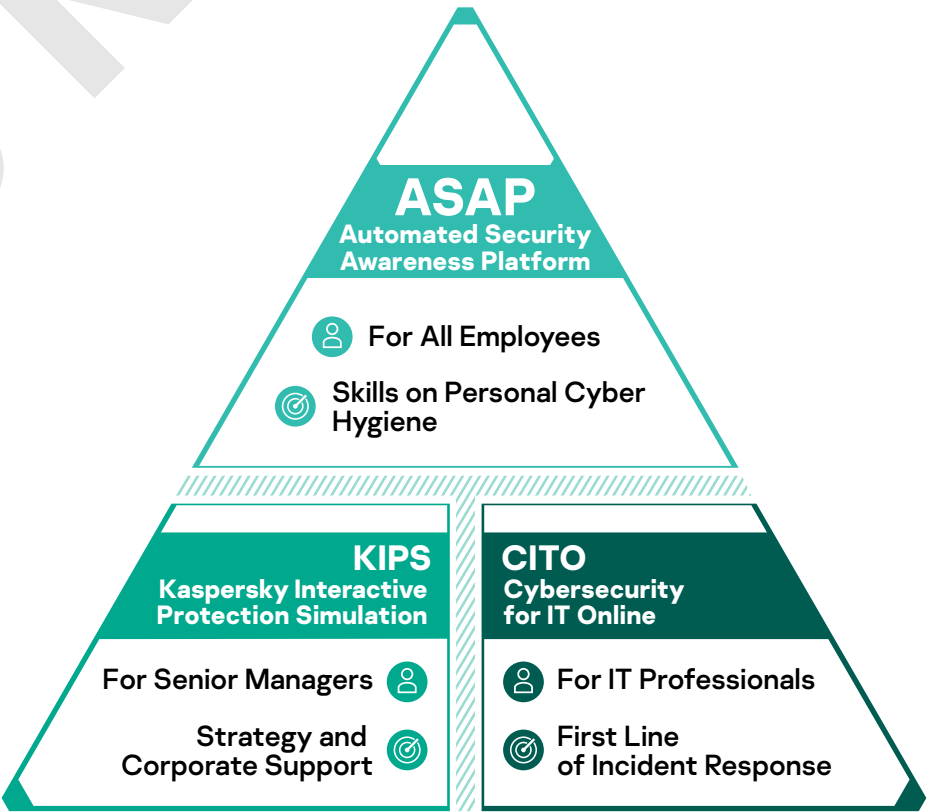 ASAP
Automated Security
Awareness Platform
For All Employees
Skills on Personal Cyber
Hygiene
KIPS
Kaspersky Interactive
Protection Simulation
For Senior Managers
Strategy and
Corporate Support
CITO
Cybersecurity
for IT Online
For IT Professionals
First Line
of Incident Response